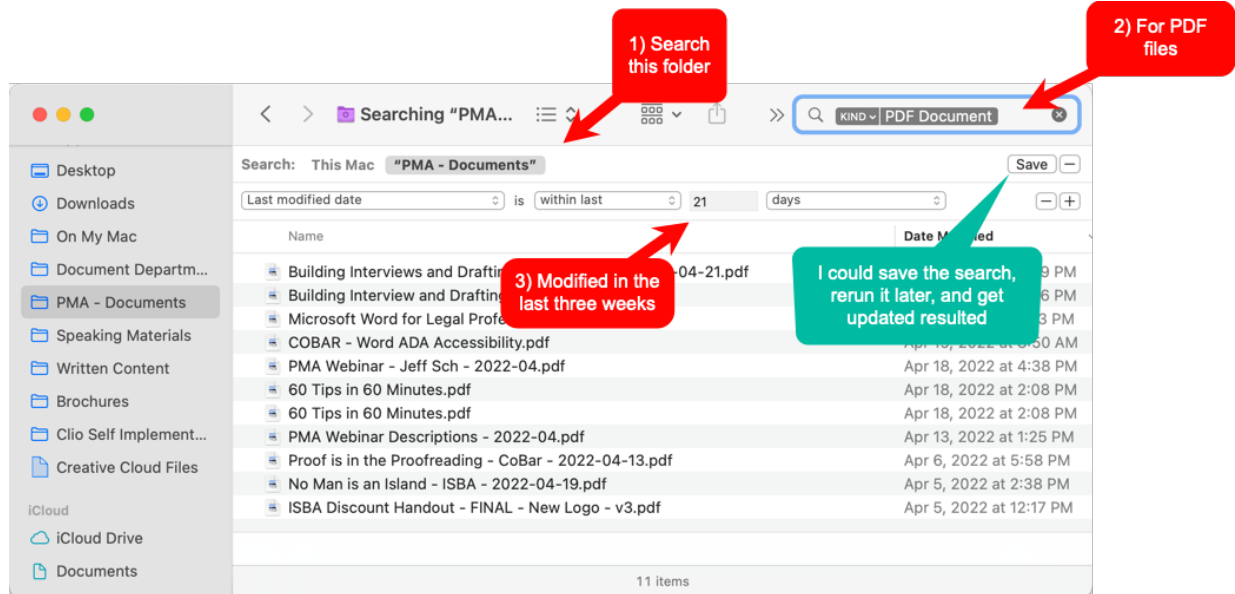 2) For PDF
files
1) Search
this folder
Searching “PMA...
KIND PDF Document
Search: This Mac “PMA - Documents” Save
Last modified date is within last 21 days
Name Date M
Desktop
Downloads
On My Mac
Document Departm...
PMA - Documents
Speaking Materials
Written Content
Brochures
Clio Self Implement...
Creative Cloud Files
iCloud
iCloud Drive
Documents
Building Interviews and Drafti -04-21.pdf 9 PM
Building Interview and Drafting 6 PM
Microsoft Word for Legal Profe 3 PM
COBAR - Word ADA Accessibility.pdf 2022 50 AM
PMA Webinar - Jeff Sch - 2022-04.pdf Apr 18, 2022 at 4:38 PM
60 Tips in 60 Minutes.pdf Apr 18, 2022 at 2:08 PM
60 Tips in 60 Minutes.pdf Apr 18, 2022 at 2:08 PM
PMA Webinar Descriptions - 2022-04.pdf Apr 13, 2022 at 1:25 PM
Proof is in the Proofreading - CoBar - 2022-04-13.pdf Apr 6, 2022 at 5:58 PM
No Man is an Island - ISBA - 2022-04-19.pdf Apr 5, 2022 at 2:38 PM
ISBA Discount Handout - FINAL - New Logo - v3.pdf Apr 5, 2022 at 12:17 PM
3) Modified in the
last three weeks
I could save the search,
rerun it later, and get
updated resulted
11 items